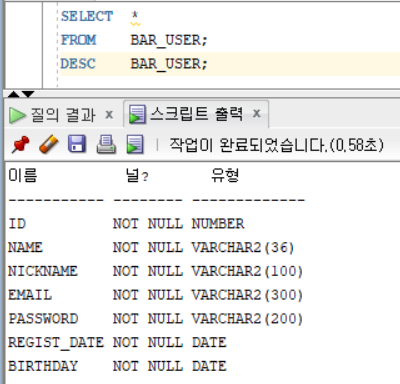 SELECT *
FROM BAR_USER;
DESC BAR_USER;
질의 결과 x 스크립트 출력 x
작업이 완료되었습니다.(0,58초)
이름 널? 유형
----------- -------- -------------
ID NOT NULL NUMBER
NAME NOT NULL VARCHAR2(36)
NICKNAME NOT NULL VARCHAR2(100)
EMAIL NOT NULL VARCHAR2(300)
PASSWORD NOT NULL VARCHAR2(200)
REGIST_DATE NOT NULL DATE
BIRTHDAY NOT NULL DATE